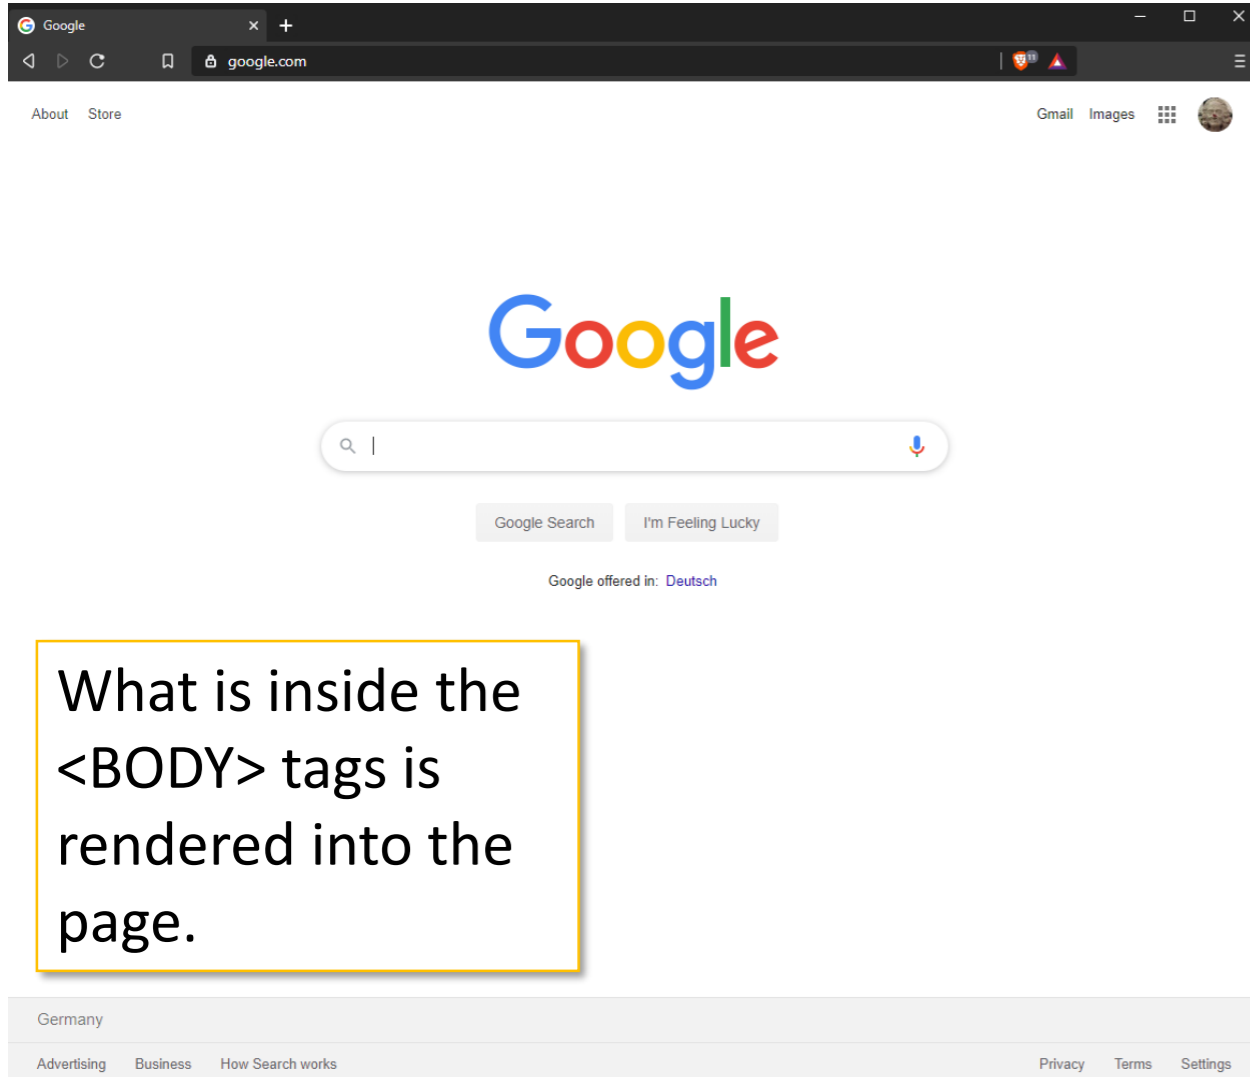 Google
google.com
11
About Store Gmail Images
Google
Google Search I'm Feeling Lucky
Google offered in: Deutsch
What is inside the
<BODY> tags is
rendered into the
page.
Germany
Advertising Business How Search works Privacy Terms Settings